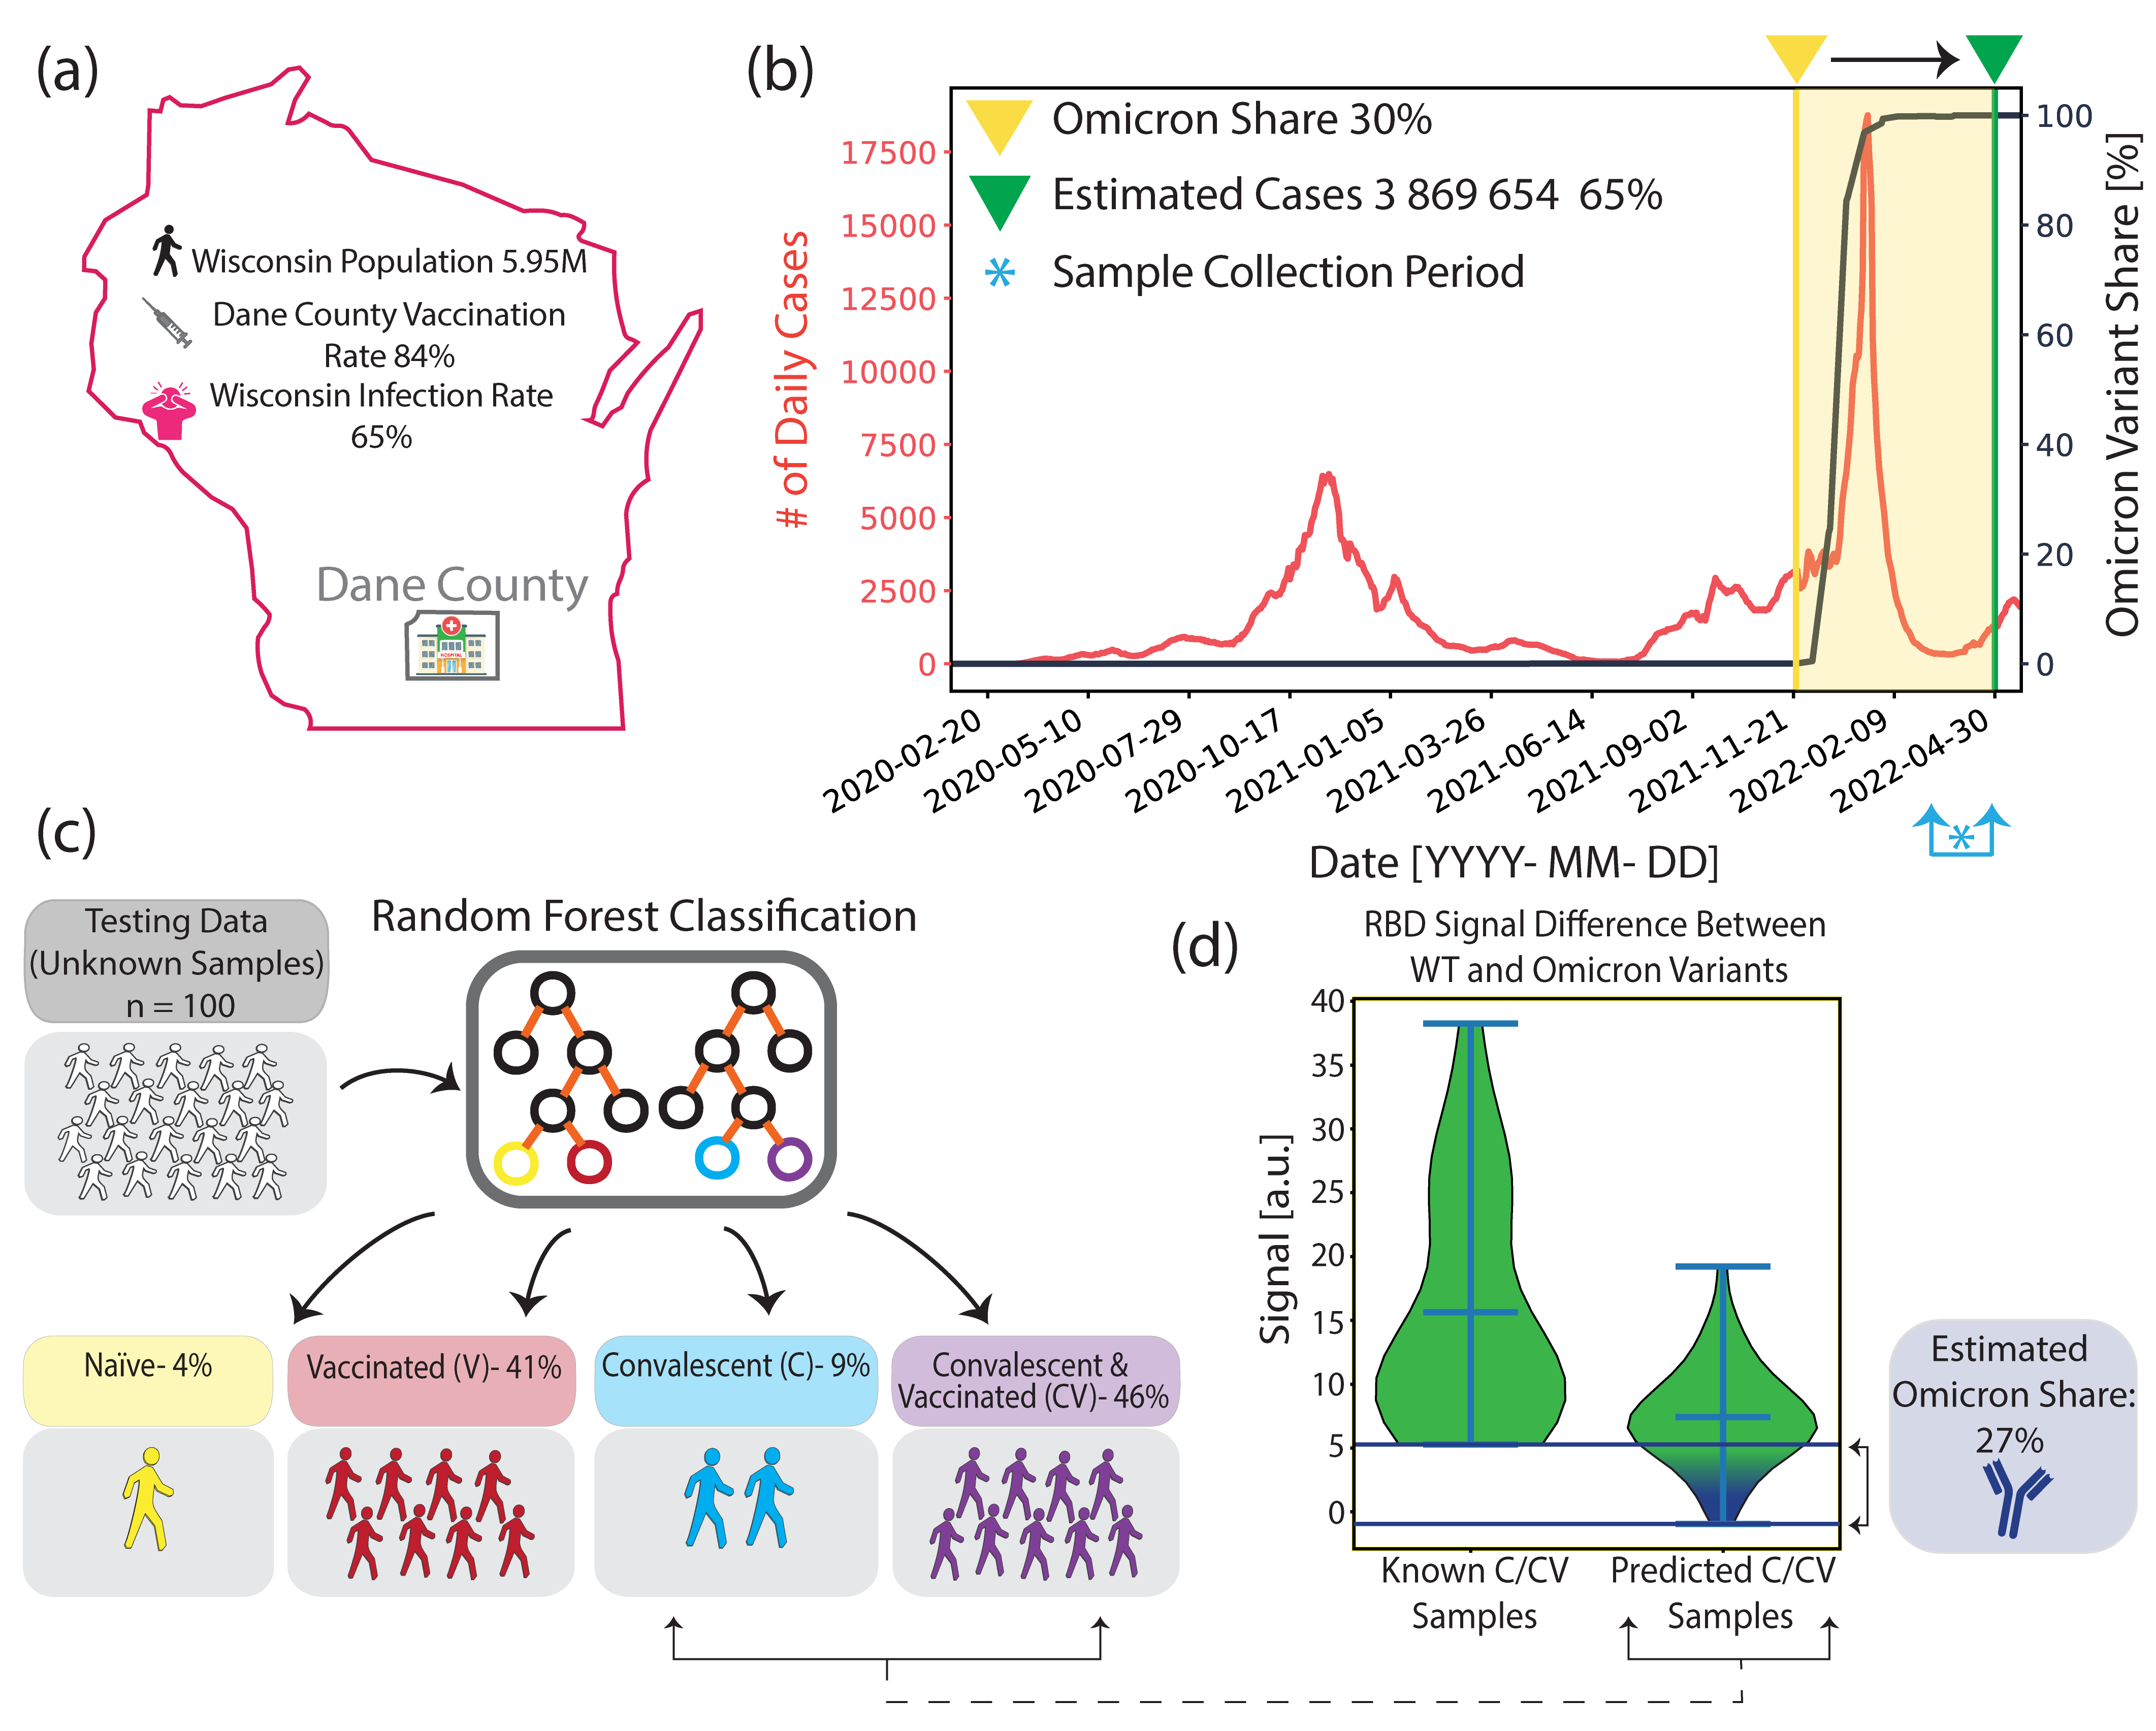 (a)
Wisconsin Population 5.95M
Dane County Vaccination
Rate 84%
Wisconsin Infection Rate
65%
Dane County
HOSPITAL
(b)
Omicron Share 30%
Estimated Cases 3 869 654 65%
Sample Collection Period
*
# of Daily Cases
17500
15000
12500
10000
7500
5000
2500
0
Omicron Variant Share [%]
100
80
60
40
20
0
2020-02-20
2020-05-10
2020-07-29
2020-10-17
2021-01-05
2021-03-26
2021-06-14
2021-09-02
2021-11-21
2022-02-09
2022-04-30
*
Date [YYYY- MM- DD]
(c)
Testing Data
(Unknown Samples)
n = 100
Random Forest Classification
Naïve- 4%
Vaccinated (V)- 41%
Convalescent (C)- 9%
Convalescent &
Vaccinated (CV)- 46%
(d)
RBD Signal Difference Between
WT and Omicron Variants
Signal [a.u.]
40
35
30
25
20
15
10
5
0
Known C/CV
Samples
Predicted C/CV
Samples
Estimated
Omicron Share:
27%